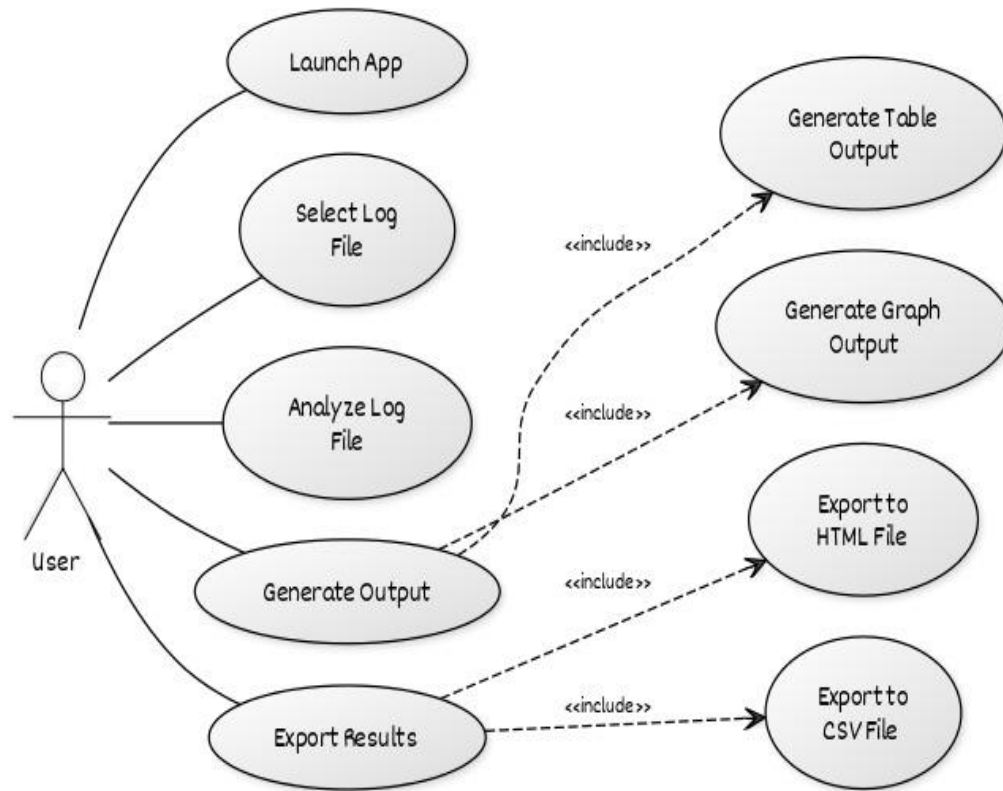 Launch App
Select Log
File
Analyze Log
File
User
Generate Output
Export Results
<<include>>
<<include>>
<<include>>
<<include>>
Generate Table
Output
Generate Graph
Output
Export to
HTML File
Export to
CSV File